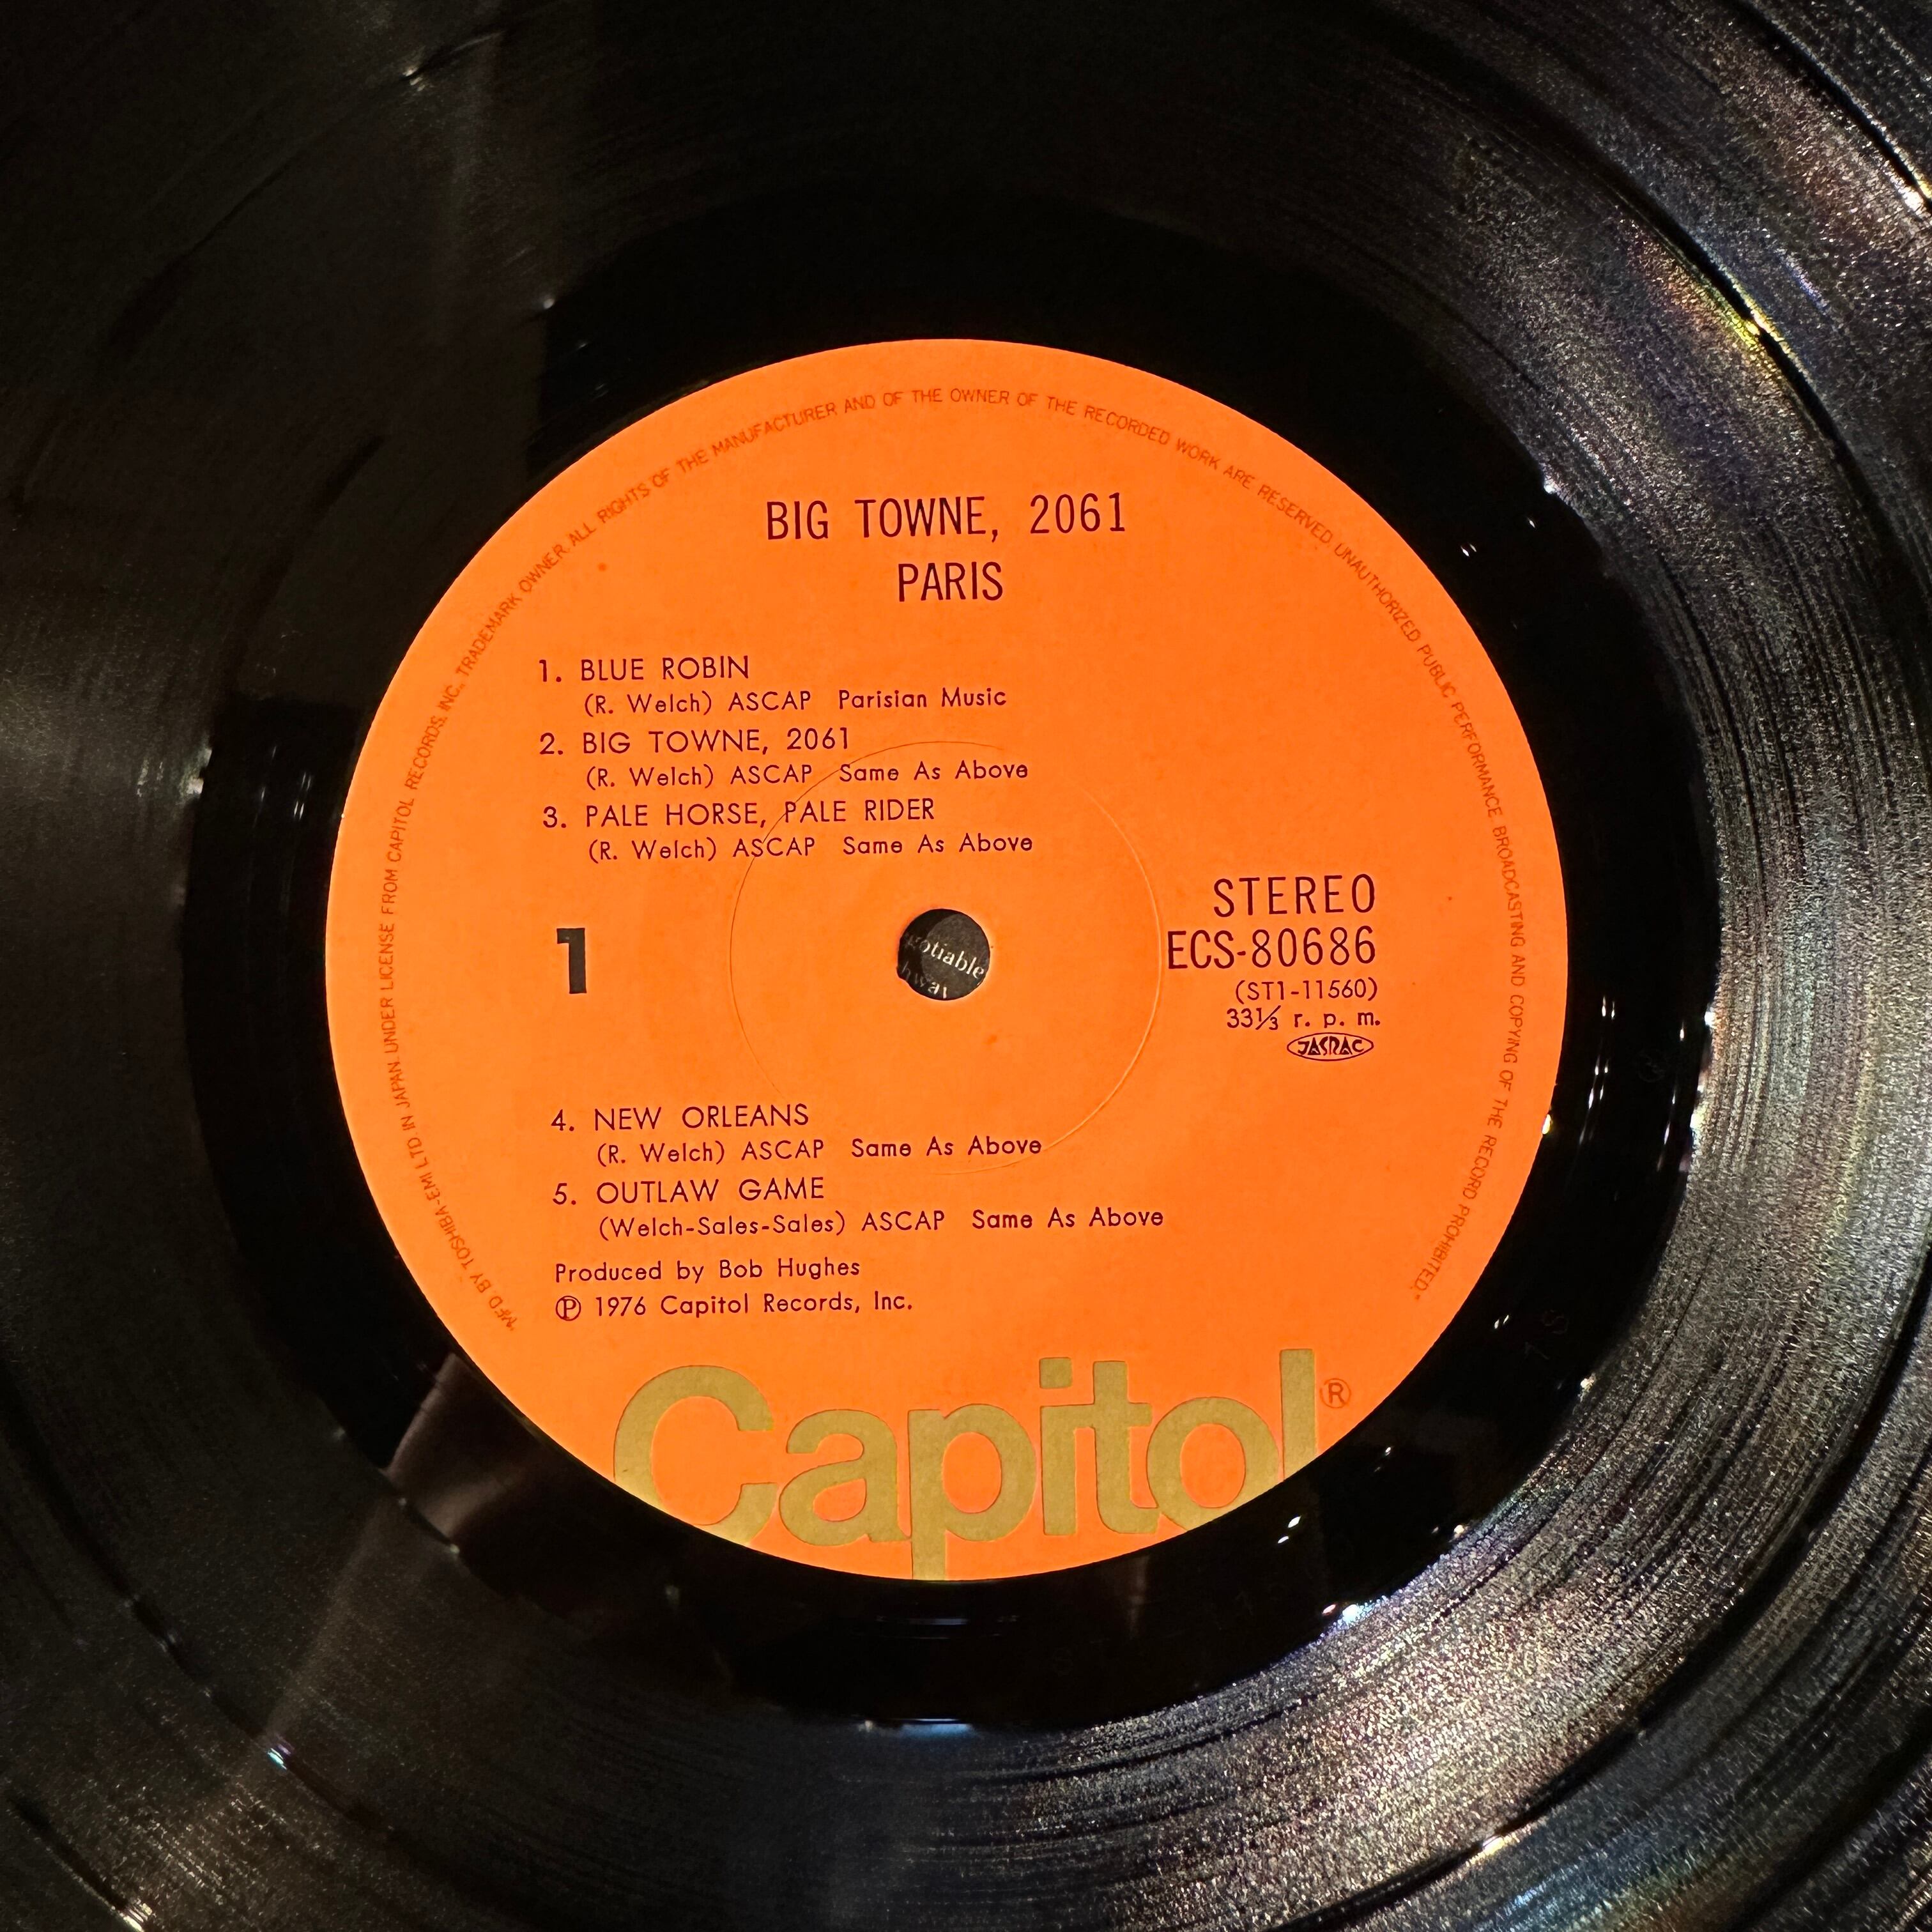 "MF'D BY TOSHIBA-EMI LTD IN JAPAN UNDER LICENSE FROM CAPITOL RECORDS, INC., TRADEMARK OWNER. ALL RIGHTS OF THE MANUFACTURER AND OF THE OWNER OF THE RECORDED WORK ARE RESERVED UNAUTHORIZED PUBLIC PERFORMANCE BROADCASTING AND COPYING OF THE RECORD PROHIBITED."
BIG TOWNE, 2061
PARIS
1. BLUE ROBIN
(R. Welch) ASCAP Parisian Music
2. BIG TOWNE, 2061
(R. Welch) ASCAP Same As Above
3. PALE HORSE, PALE RIDER
(R. Welch) ASCAP Same As Above
1
STEREO
ECS-80686
(ST1-11560)
33⅓ r. p. m.
JASRAC
4. NEW ORLEANS
(R. Welch) ASCAP Same As Above
5. OUTLAW GAME
(Welch-Sales-Sales) ASCAP Same As Above
Produced by Bob Hughes
Ⓟ 1976 Capitol Records, Inc.
Capitol®